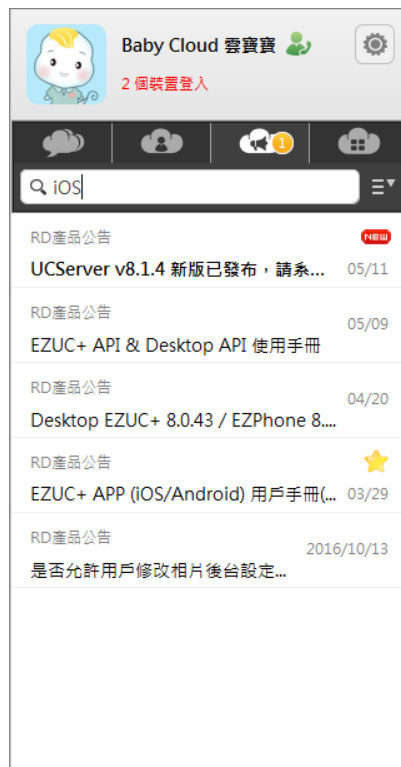 Baby Cloud 雲寶寶
2 個裝置登入
1
iOS
RD產品公告
NEW
UCServer v8.1.4 新版已發布，請系...
05/11
RD產品公告
05/09
EZUC+ API & Desktop API 使用手冊
RD產品公告
04/20
Desktop EZUC+ 8.0.43 / EZPhone 8....
RD產品公告
EZUC+ APP (iOS/Android) 用戶手冊(...
03/29
RD產品公告
2016/10/13
是否允許用戶修改相片後台設定...